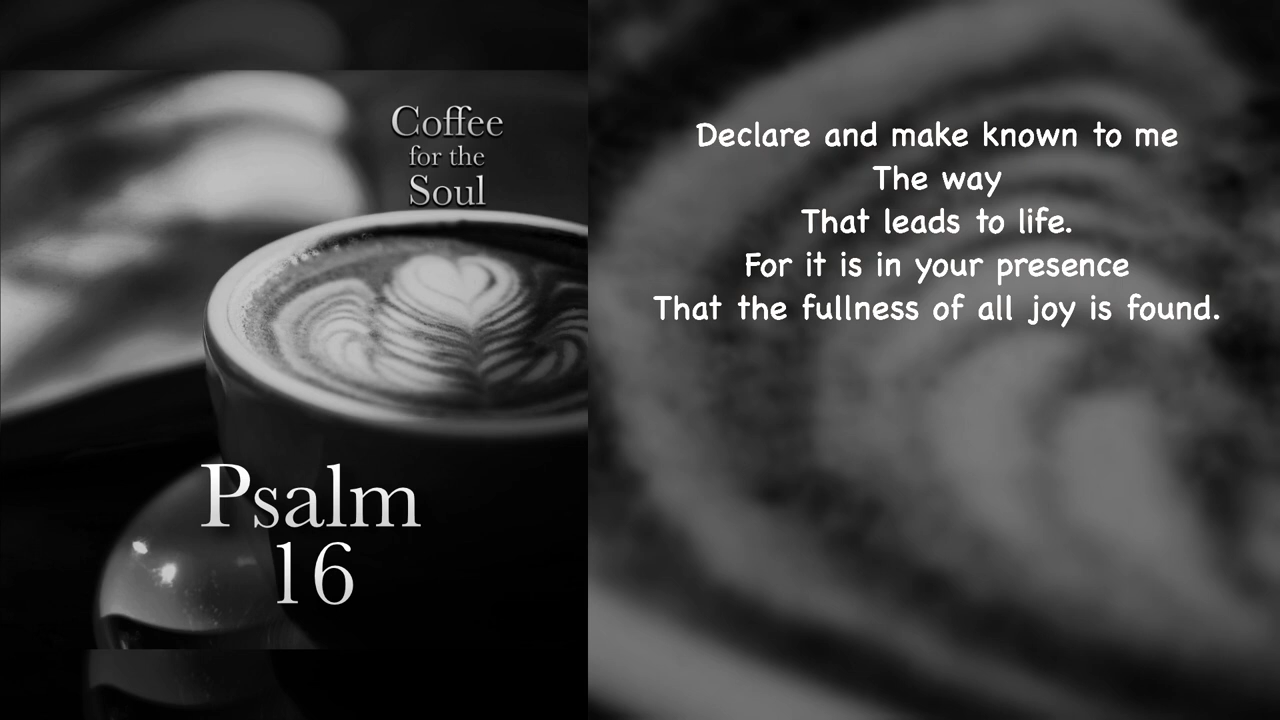 Coffee
for the
Soul
Psalm
16
Declare and make known to me
The way
That leads to life.
For it is in your presence
That the fullness of all joy is found.